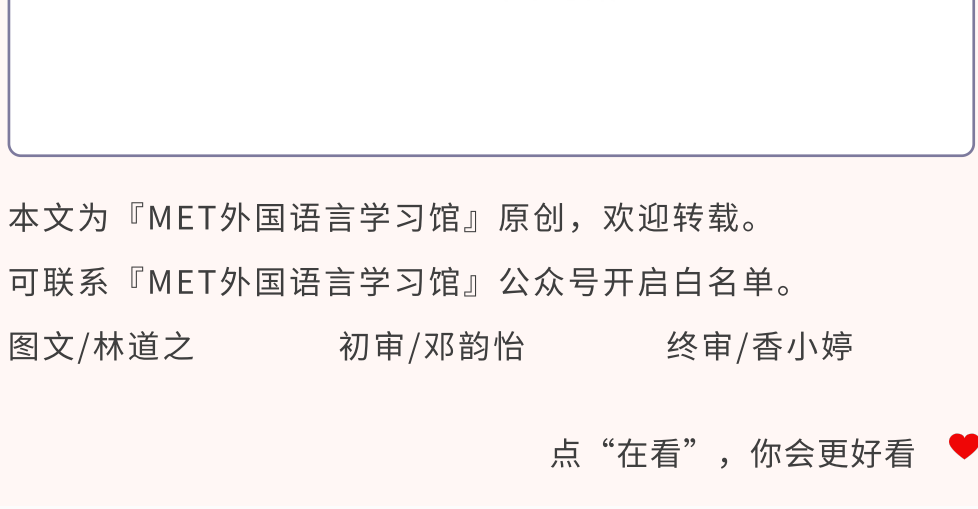 本文为『MET外国语言学习馆』原创，欢迎转载。
可联系『MET外国语言学习馆』公众号开启白名单。
图文/林道之 初审/邓韵怡 终审/香小婷
点“在看”，你会更好看